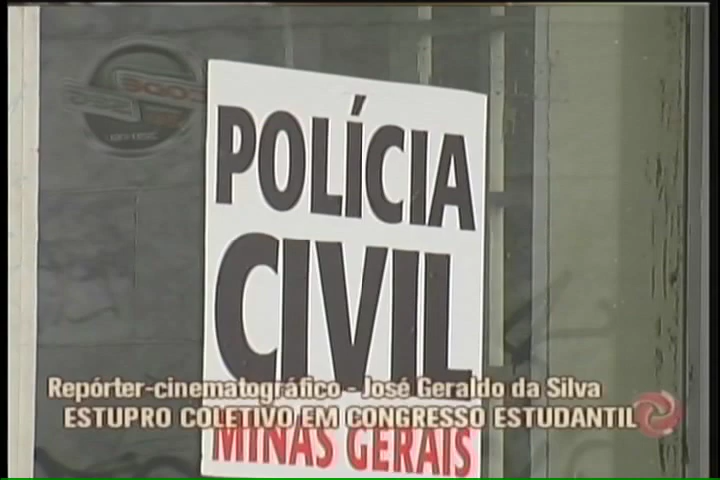 POLÍCIA
CIVIL
Repórter-cinematográfico - José Geraldo da Silva
ESTUPRO COLETIVO EM CONGRESSO ESTUDANTIL
MINAS GERAIS